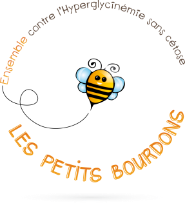 Ensemble contre l'Hyperglycinémie sans cétose
LES PETITS BOURDONS